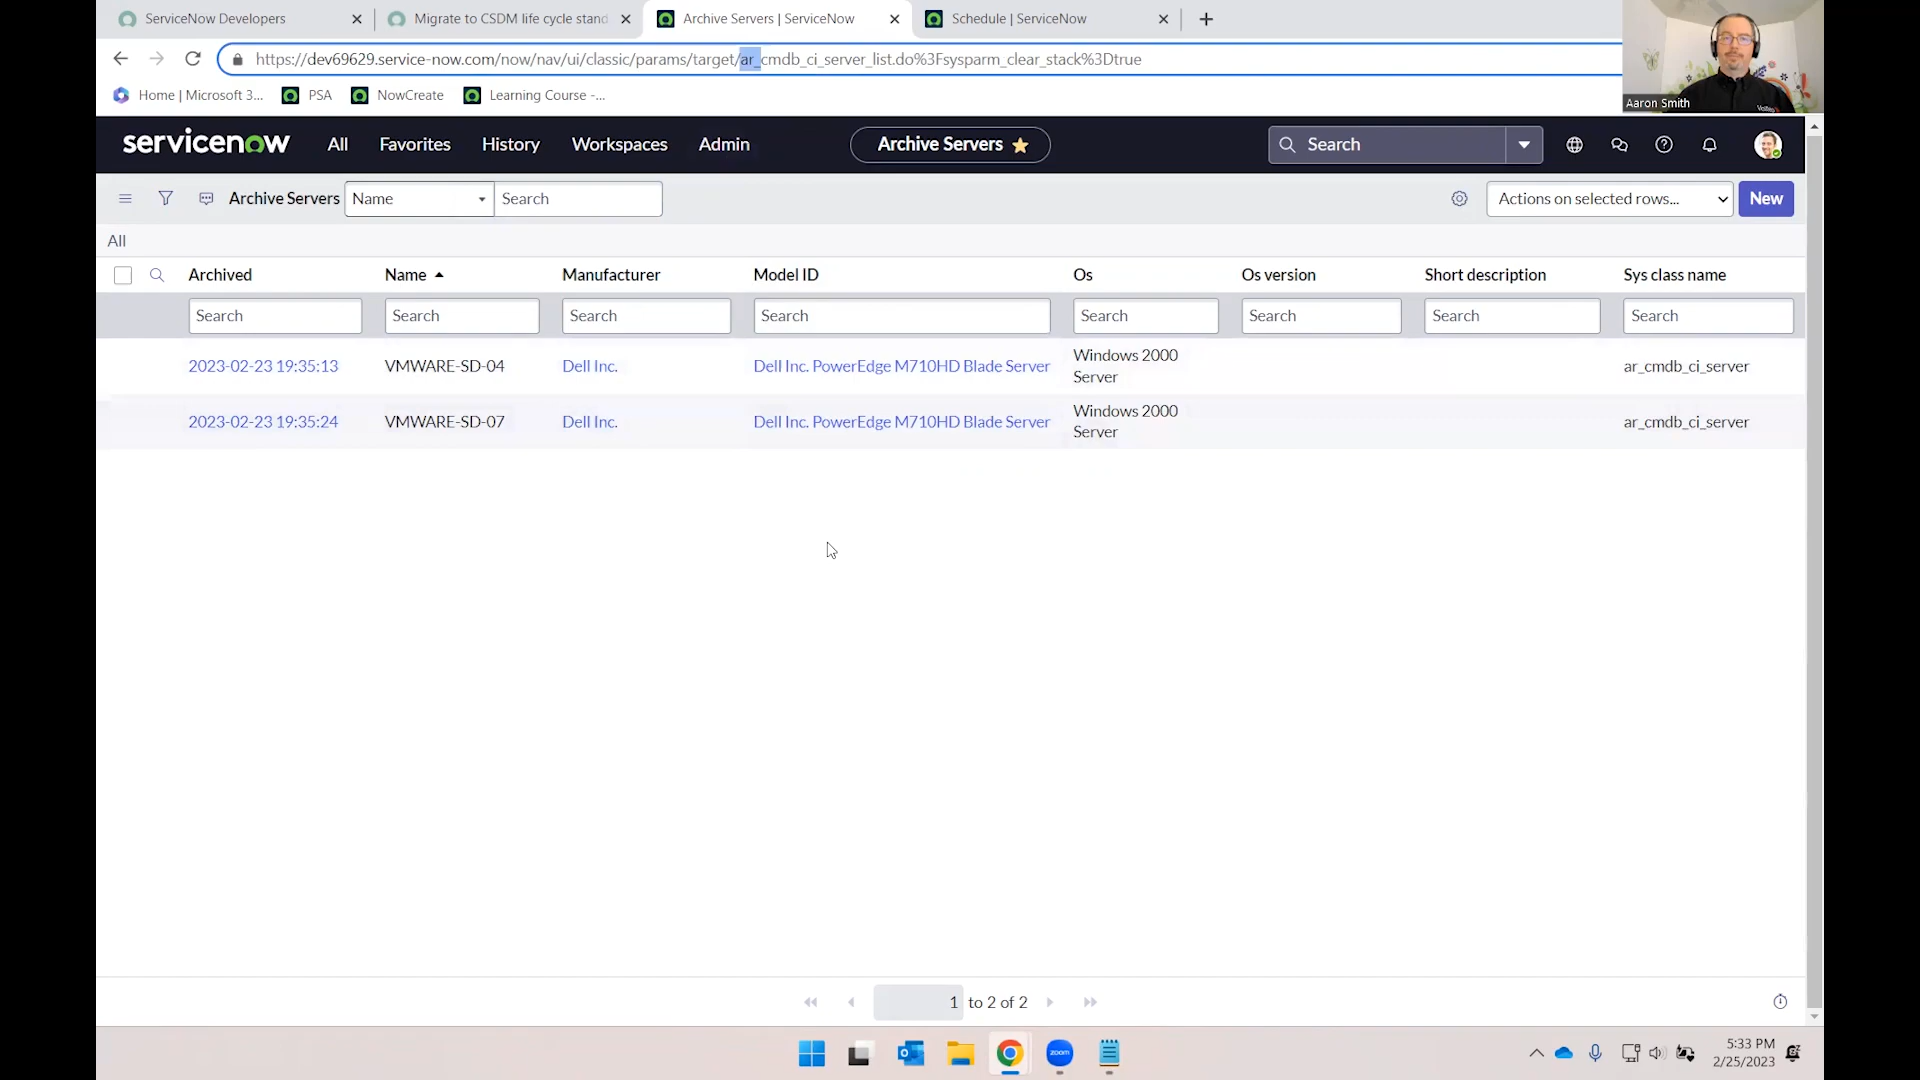 ServiceNow Developers
Migrate to CSDM life cycle stand
Archive Servers | ServiceNow
Schedule | ServiceNow
https://dev69629.service-now.com/now/nav/ui/classic/params/target/ar_cmdb_ci_server_list.do%3Fsysparm_clear_stack%3Dtrue
Home | Microsoft 3... PSA NowCreate Learning Course -...
Aaron Smith
servicenow All Favorites History Workspaces Admin Archive Servers Search
Archive Servers Name Search Actions on selected rows... New
All
Archived Name Manufacturer Model ID Os Os version Short description Sys class name
Search Search Search Search Search Search Search Search
2023-02-23 19:35:13 VMWARE-SD-04 Dell Inc. Dell Inc. PowerEdge M710HD Blade Server Windows 2000 ar_cmdb_ci_server
Server
2023-02-23 19:35:24 VMWARE-SD-07 Dell Inc. Dell Inc. PowerEdge M710HD Blade Server Windows 2000 ar_cmdb_ci_server
Server
1 to 2 of 2
zoom
5:33 PM
2/25/2023